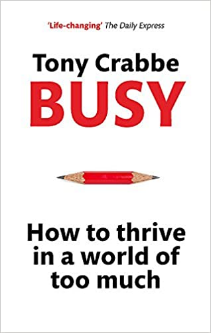 'Life-changing' The Daily Express
Tony Crabbe
BUSY
How to thrive
in a world of
too much